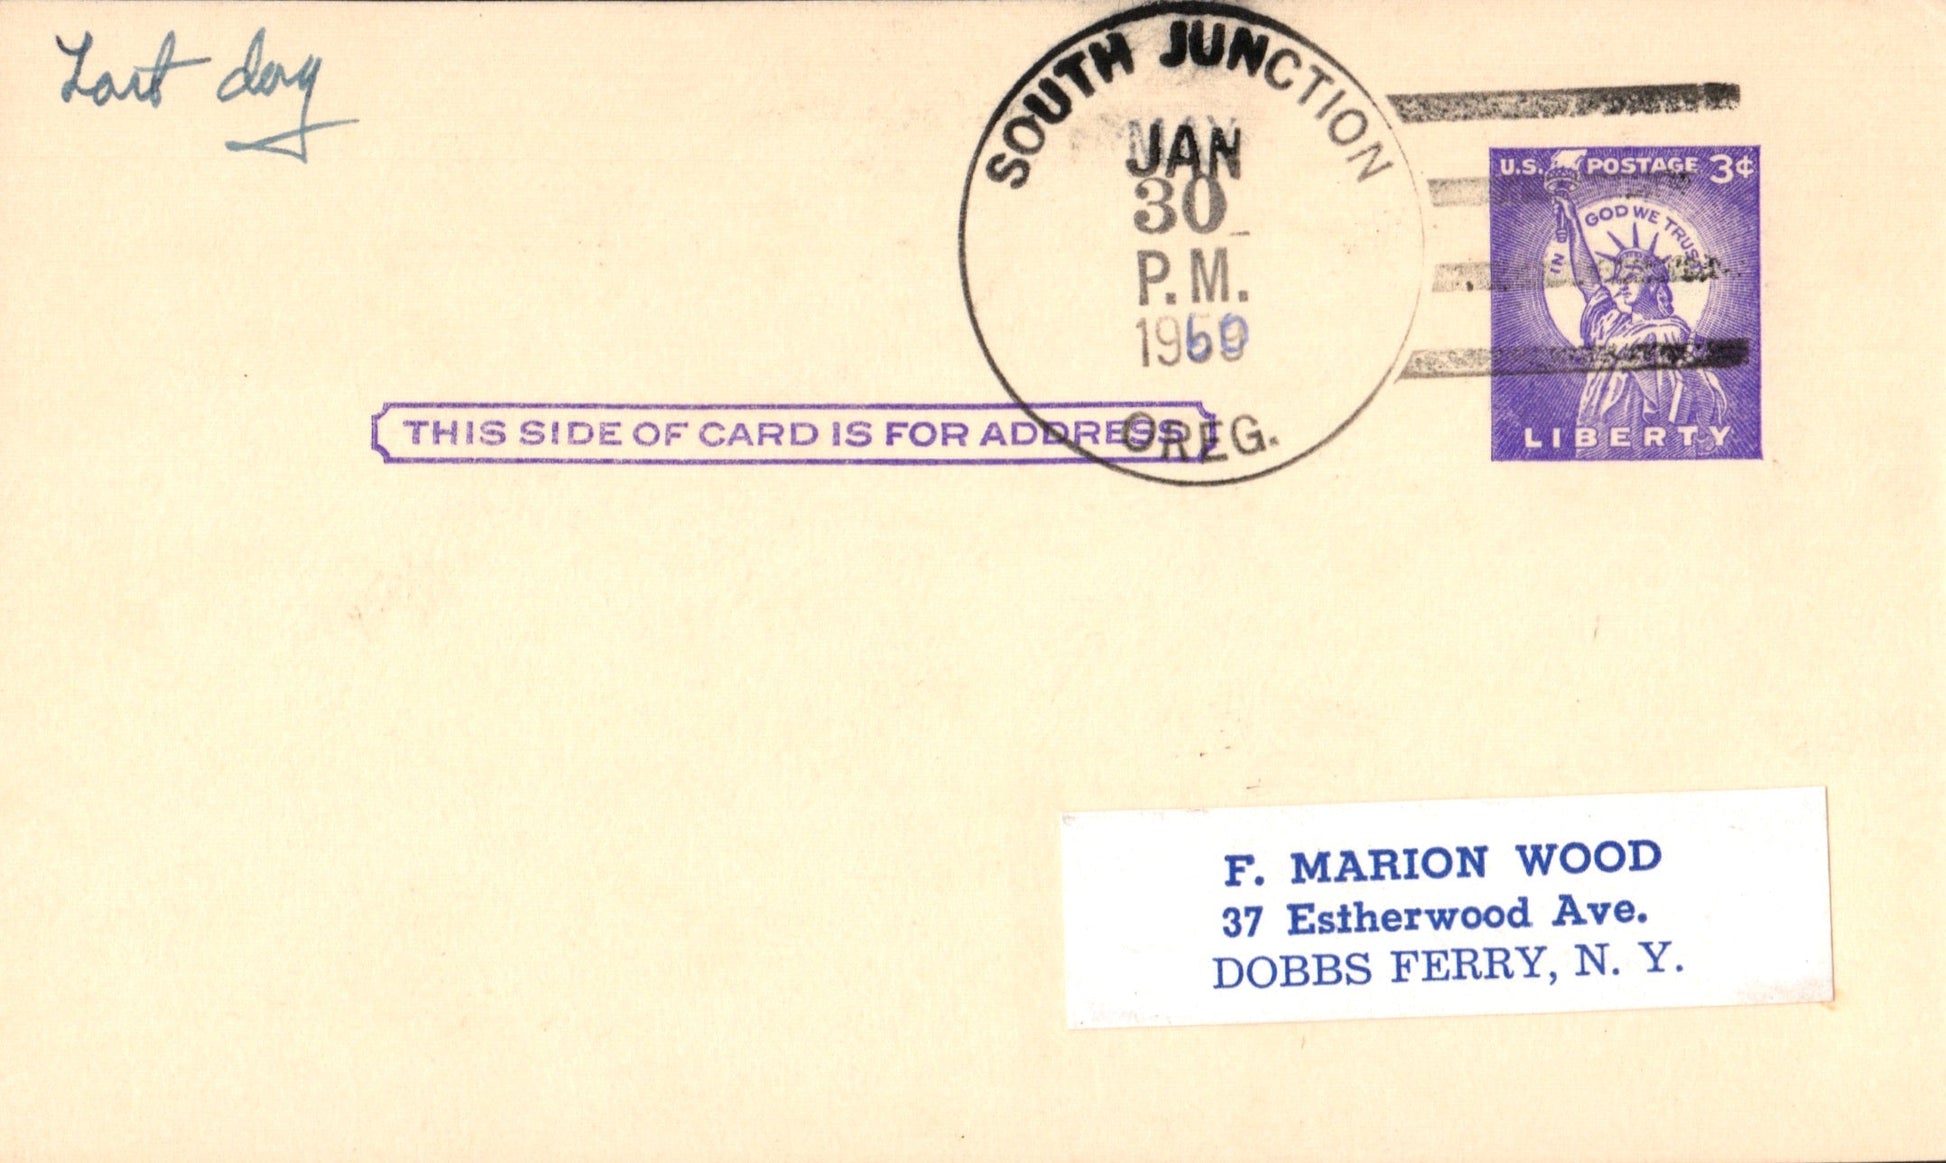 Last day
SOUTH JUNCTION
JAN
30
P.M.
1960
OREG.
U.S. POSTAGE 3¢
IN GOD WE TRUST
LIBERTY
THIS SIDE OF CARD IS FOR ADDRESS
F. MARION WOOD
37 Estherwood Ave.
DOBBS FERRY, N. Y.